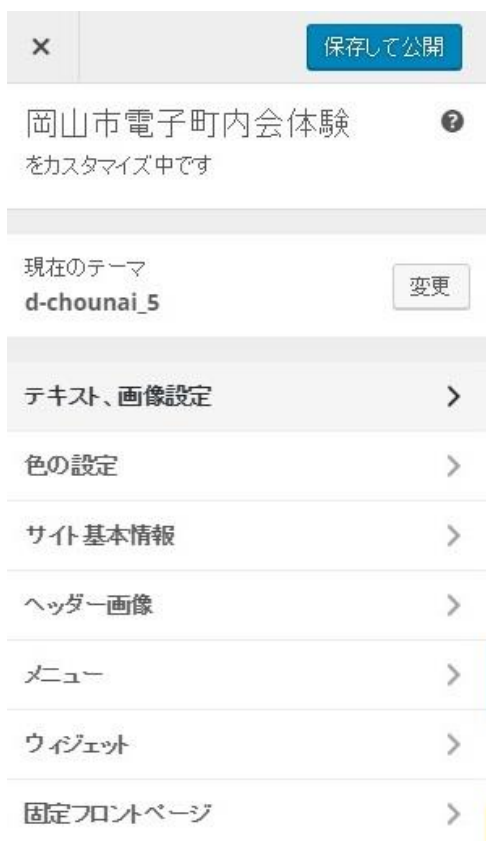 ×
保存して公開
岡山市電子町内会体験
をカスタマイズ中です
現在のテーマ
d-chounai_5
変更
テキスト、画像設定
色の設定
サイト基本情報
ヘッダー画像
メニュー
ウィジェット
固定フロントページ